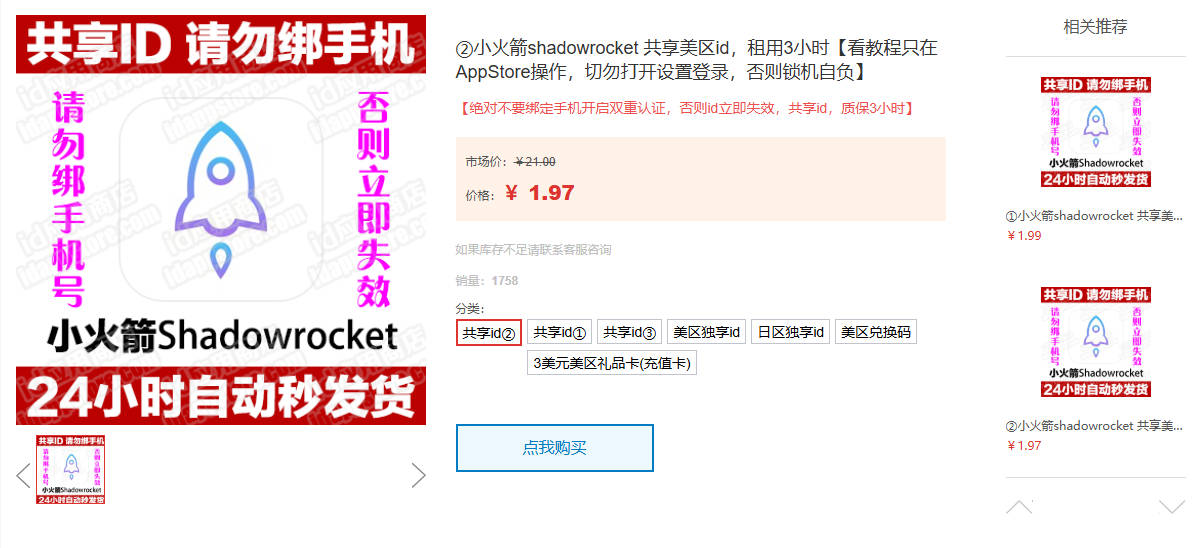 共享ID 请勿绑手机
请勿绑手机号
否则立即失效
小火箭Shadowrocket
24小时自动秒发货
②小火箭shadowrocket 共享美区id，租用3小时【看教程只在
AppStore操作，切勿打开设置登录，否则锁机自负】
【绝对不要绑定手机开启双重认证，否则id立即失效，共享id，质保3小时】
市场价：￥21.00
价格：￥ 1.97
如果库存不足请联系客服咨询
销量：1758
分类：
共享id② 共享id① 共享id③ 美区独享id 日区独享id 美区兑换码
3美元美区礼品卡(充值卡)
点我购买
共享ID 请勿绑手机
请勿绑手机号
否则立即失效
小火箭Shadowrocket
24小时自动秒发货
相关推荐
共享ID 请勿绑手机
请勿绑手机号
否则立即失效
小火箭Shadowrocket
24小时自动秒发货
①小火箭shadowrocket 共享美...
￥1.99
共享ID 请勿绑手机
请勿绑手机号
否则立即失效
小火箭Shadowrocket
24小时自动秒发货
②小火箭shadowrocket 共享美...
￥1.97